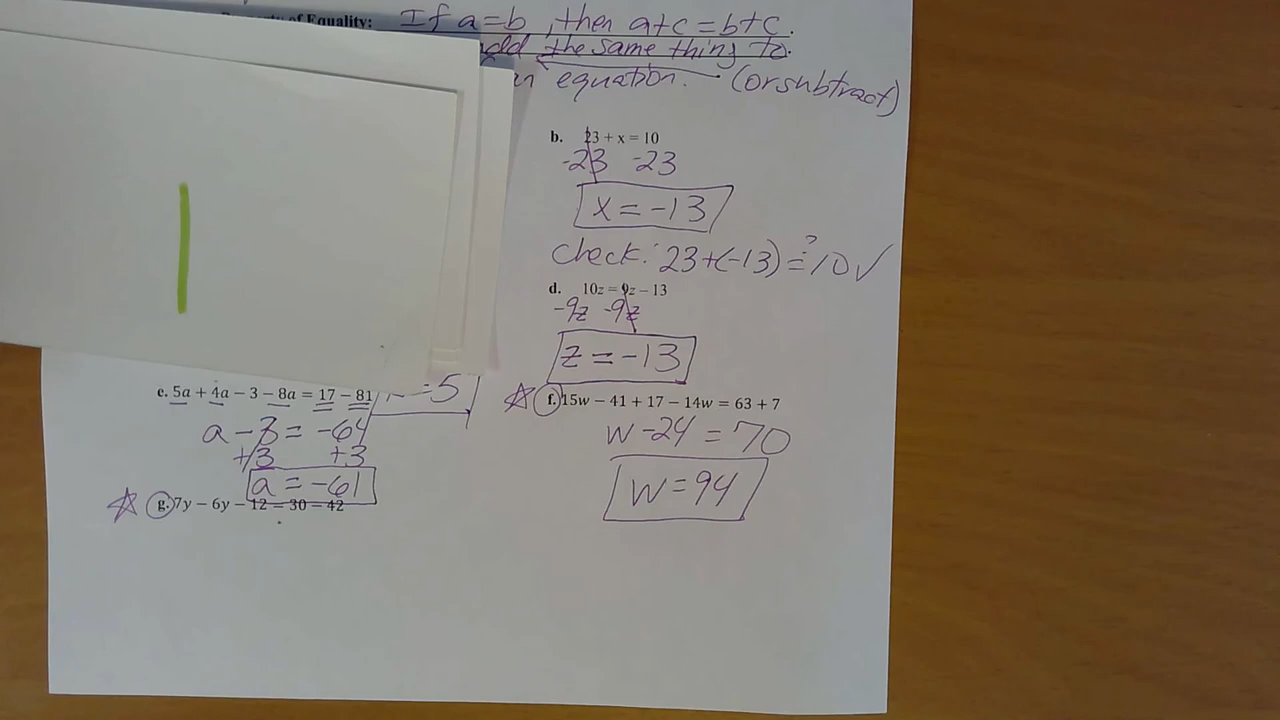 of Equality: If a=b, then a+c=b+c.
add the same thing to
equation. (or subtract)
b. 23 + x = 10
-23 -23
x = -13
check: 23+(-13) ≟ 10 ✓
d. 10z = 9z – 13
-9z -9z
z = -13
=5
e. 5a + 4a – 3 – 8a = 17 – 81
a - 3 = -64
+3 +3
a = -61
f. 15w – 41 + 17 – 14w = 63 + 7
w - 24 = 70
w = 94
g. 7y – 6y – 12 = 30 – 42